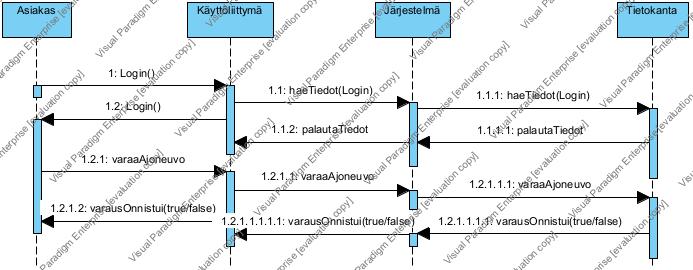 Asiakas
Käyttöliittymä
Järjestelmä
Tietokanta
1: Login()
1.1: haeTiedot(Login)
1.1.1: haeTiedot(Login)
1.2: Login()
1.1.2: palautaTiedot
1.1.1.1: palautaTiedot
1.2.1: varaaAjoneuvo
1.2.1.1: varaaAjoneuvo
1.2.1.1.1: varaaAjoneuvo
1.2.1.2: varausOnnistui(true/false)
1.2.1.1.1.1.1: varausOnnistui(true/false)
1.2.1.1.1.1: varausOnnistui(true/false)
Visual Paradigm Enterprise [evaluation copy]